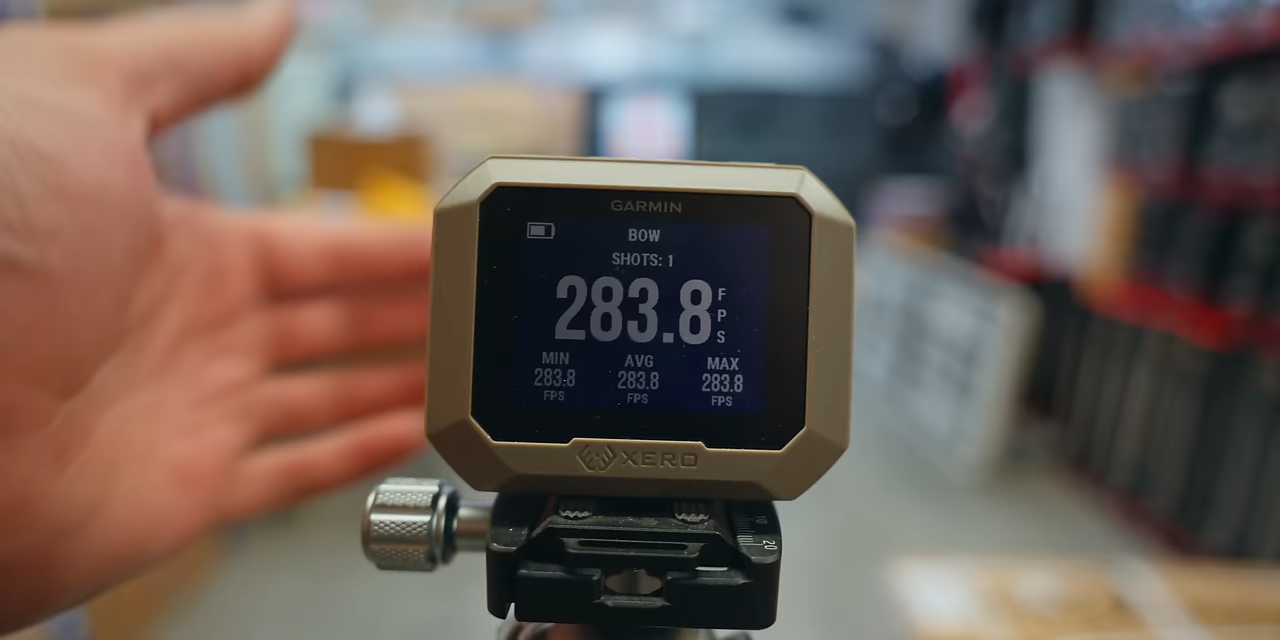 GARMIN
BOW
SHOTS: 1
283.8 FPS
MIN AVG MAX
283.8 283.8 283.8
FPS FPS FPS
XERO
20